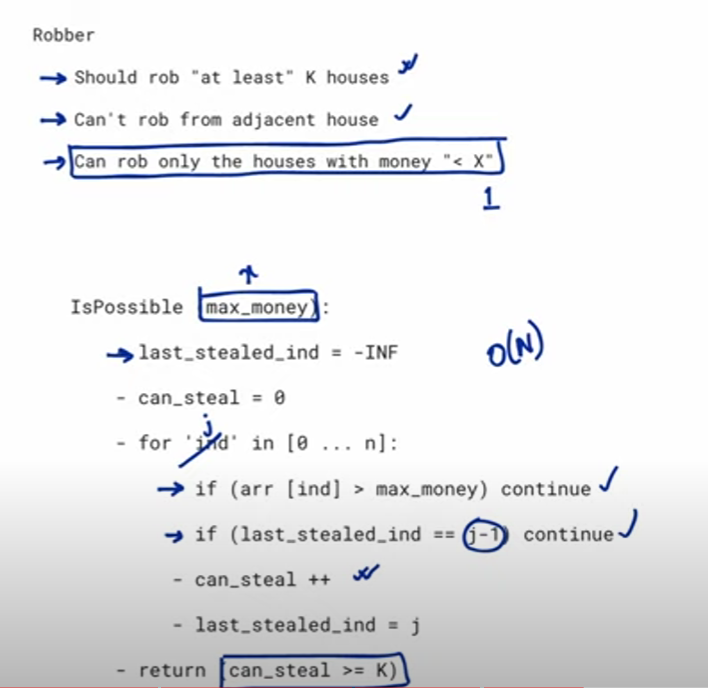 Robber
→ Should rob "at least" K houses
→ Can't rob from adjacent house ✓
→ Can rob only the houses with money "< X"
1
x
IsPossible (max_money):
→ last_stealed_ind = -INF
O(N)
- can_steal = 0
j
- for 'ind' in [0 ... n]:
→ if (arr [ind] > max_money) continue ✓
→ if (last_stealed_ind == j-1) continue ✓
- can_steal ++
- last_stealed_ind = j
- return (can_steal >= K)